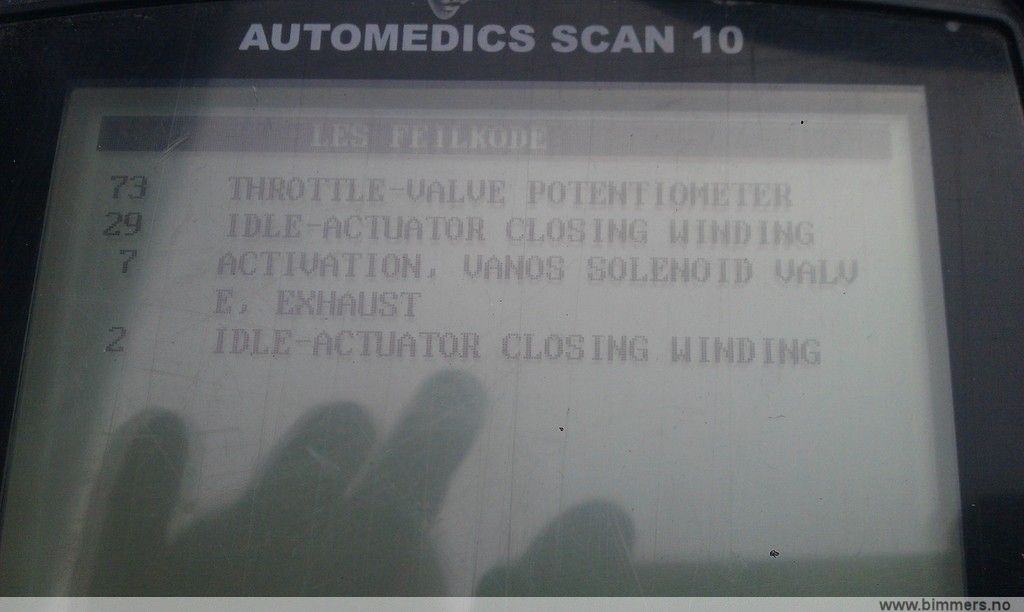 AUTOMEDICS SCAN 10
LES FEILKODE
73 THROTTLE-VALVE POTENTIOMETER
29 IDLE-ACTUATOR CLOSING WINDING
7 ACTIVATION, VANOS SOLENOID VALV
E, EXHAUST
2 IDLE-ACTUATOR CLOSING WINDING
www.bimmers.no